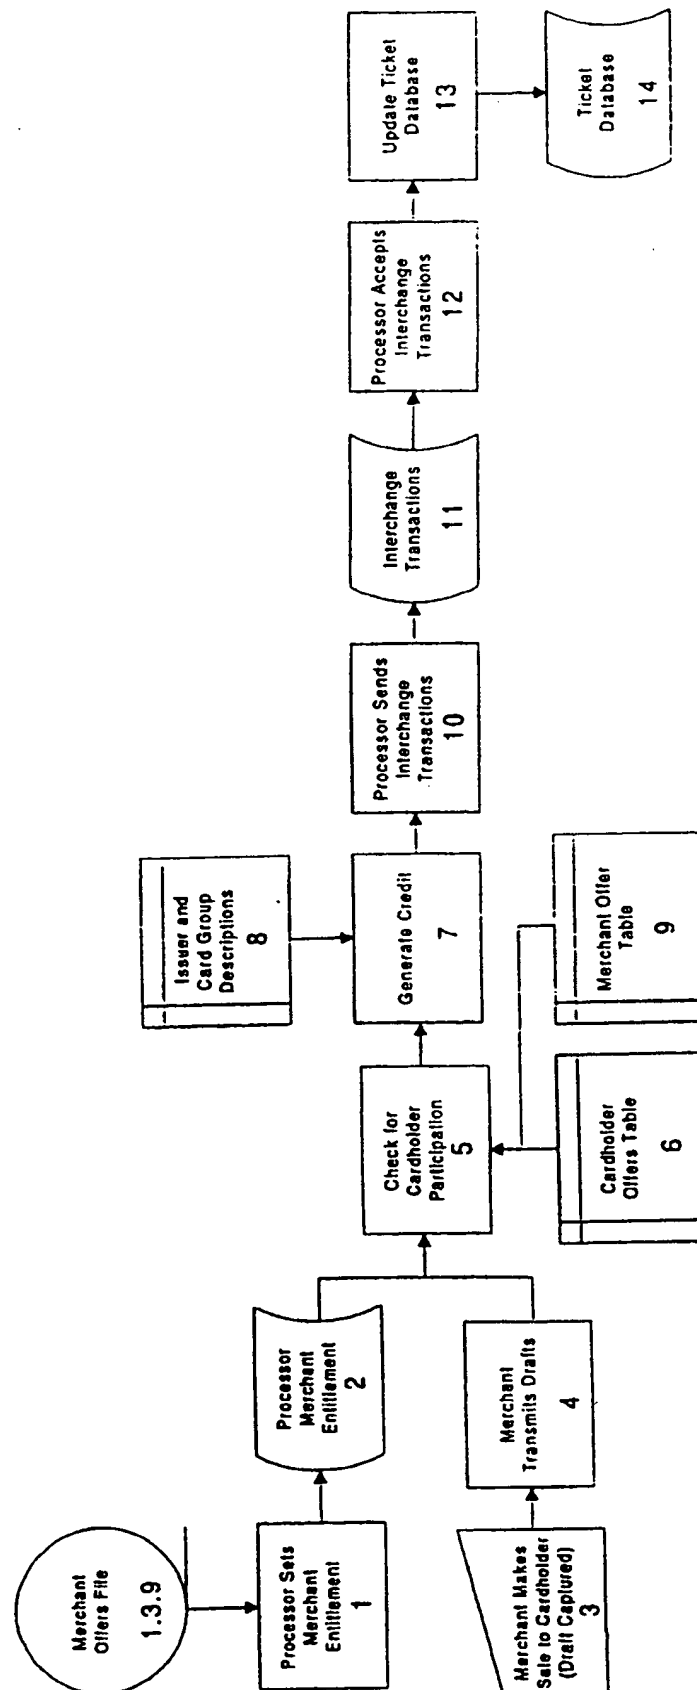 Merchant
Offers File
1.3.9
Processor Sets
Merchant
Entitlement
1
Processor
Merchant
Entitlement
2
Merchant Makes
Sale to Cardholder
(Draft Captured)
3
Merchant
Transmits Drafts
4
Check for
Cardholder
Participation
5
Cardholder
Offers Table
6
Generate Credit
7
Issuer and
Card Group
Descriptions
8
Merchant Offer
Table
9
Processor Sends
Interchange
Transactions
10
Interchange
Transactions
11
Processor Accepts
Interchange
Transactions
12
Update Ticket
Database
13
Ticket
Database
14